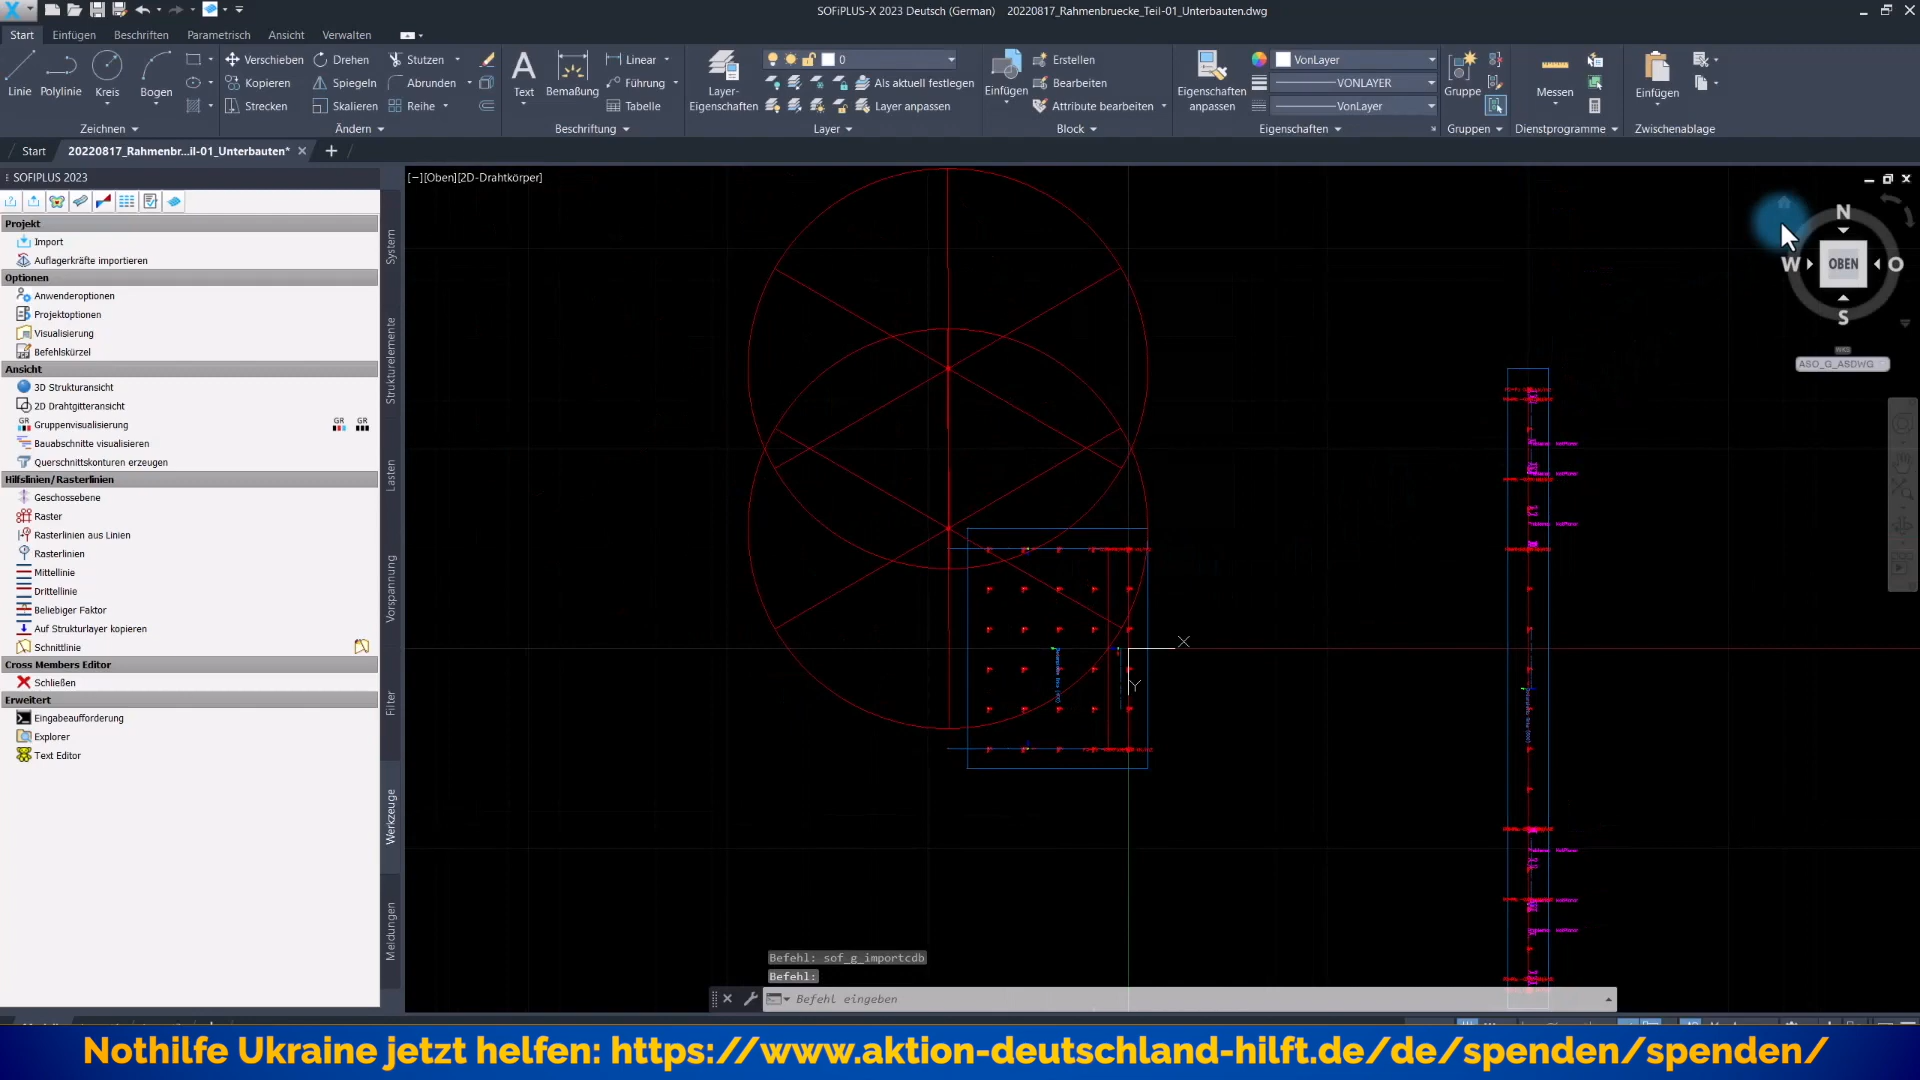 SOFiPLUS-X 2023 Deutsch (German) 20220817_Rahmenbruecke_Teil-01_Unterbauten.dwg
Start Einfügen Beschriften Parametrisch Ansicht Verwalten
Linie Polylinie Kreis Bogen
Verschieben Drehen Stutzen
Kopieren Spiegeln Abrunden
Strecken Skalieren Reihe
Text Bemaßung
Linear
Führung
Tabelle
Layer-Eigenschaften
0
Als aktuell festlegen
Layer anpassen
Einfügen
Erstellen
Bearbeiten
Attribute bearbeiten
Eigenschaften anpassen
VonLayer
VONLAYER
VonLayer
Gruppe
Messen
Einfügen
Zeichnen Ändern Beschriftung Layer Block Eigenschaften Gruppen Dienstprogramme Zwischenablage
Start 20220817_Rahmenbr...il-01_Unterbauten*
SOFIPLUS 2023
Projekt
Import
Auflagerkräfte importieren
Optionen
Anwenderoptionen
Projektoptionen
Visualisierung
Befehlskürzel
Ansicht
3D Strukturansicht
2D Drahtgitteransicht
Gruppenvisualisierung
GR GR GR
Bauabschnitte visualisieren
Querschnittskonturen erzeugen
Hilfslinien/Rasterlinien
Geschossebene
Raster
Rasterlinien aus Linien
Rasterlinien
Mittellinie
Drittellinie
Beliebiger Faktor
Auf Strukturlayer kopieren
Schnittlinie
Cross Members Editor
Schließen
Erweitert
Eingabeaufforderung
Explorer
Text Editor
System
Strukturelemente
Lasten
Vorspannung
Filter
Werkzeuge
Meldungen
[−][Oben][2D-Drahtkörper]
N
W OBEN O
S
ASO_G_ASDWG
X
Y
Befehl: sof_g_importcdb
Befehl:
Befehl eingeben
Nothilfe Ukraine jetzt helfen: https://www.aktion-deutschland-hilft.de/de/spenden/spenden/